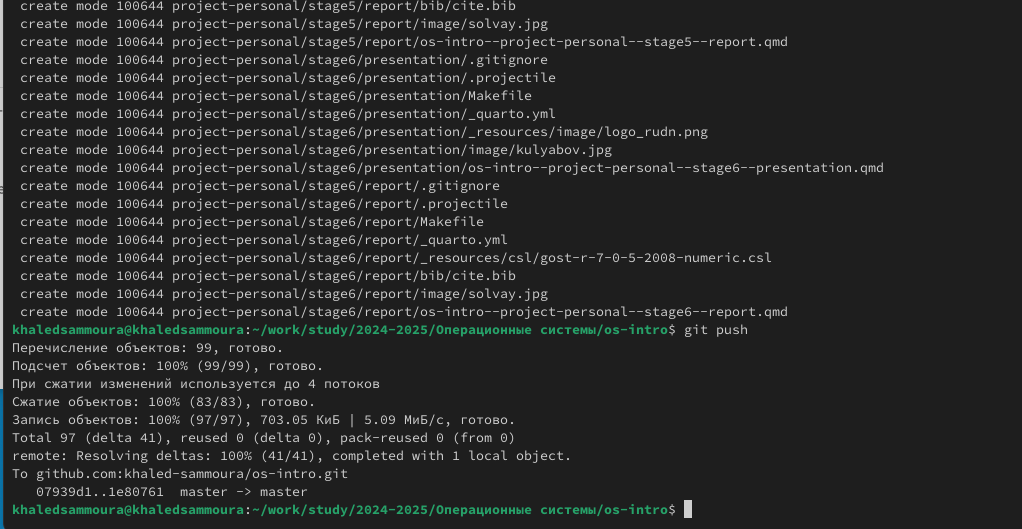 create mode 100644 project-personal/stage5/report/bib/cite.bib
create mode 100644 project-personal/stage5/report/image/solvay.jpg
create mode 100644 project-personal/stage5/report/os-intro--project-personal--stage5--report.qmd
create mode 100644 project-personal/stage6/presentation/.gitignore
create mode 100644 project-personal/stage6/presentation/.projectile
create mode 100644 project-personal/stage6/presentation/Makefile
create mode 100644 project-personal/stage6/presentation/_quarto.yml
create mode 100644 project-personal/stage6/presentation/_resources/image/logo_rudn.png
create mode 100644 project-personal/stage6/presentation/image/kulyabov.jpg
create mode 100644 project-personal/stage6/presentation/os-intro--project-personal--stage6--presentation.qmd
create mode 100644 project-personal/stage6/report/.gitignore
create mode 100644 project-personal/stage6/report/.projectile
create mode 100644 project-personal/stage6/report/Makefile
create mode 100644 project-personal/stage6/report/_quarto.yml
create mode 100644 project-personal/stage6/report/_resources/csl/gost-r-7-0-5-2008-numeric.csl
create mode 100644 project-personal/stage6/report/bib/cite.bib
create mode 100644 project-personal/stage6/report/image/solvay.jpg
create mode 100644 project-personal/stage6/report/os-intro--project-personal--stage6--report.qmd
khaledsammoura@khaledsammoura:~/work/study/2024-2025/Операционные системы/os-intro$ git push
Перечисление объектов: 99, готово.
Подсчет объектов: 100% (99/99), готово.
При сжатии изменений используется до 4 потоков
Сжатие объектов: 100% (83/83), готово.
Запись объектов: 100% (97/97), 703.05 КиБ | 5.09 МиБ/с, готово.
Total 97 (delta 41), reused 0 (delta 0), pack-reused 0 (from 0)
remote: Resolving deltas: 100% (41/41), completed with 1 local object.
To github.com:khaled-sammoura/os-intro.git
07939d1..1e80761  master -> master
khaledsammoura@khaledsammoura:~/work/study/2024-2025/Операционные системы/os-intro$